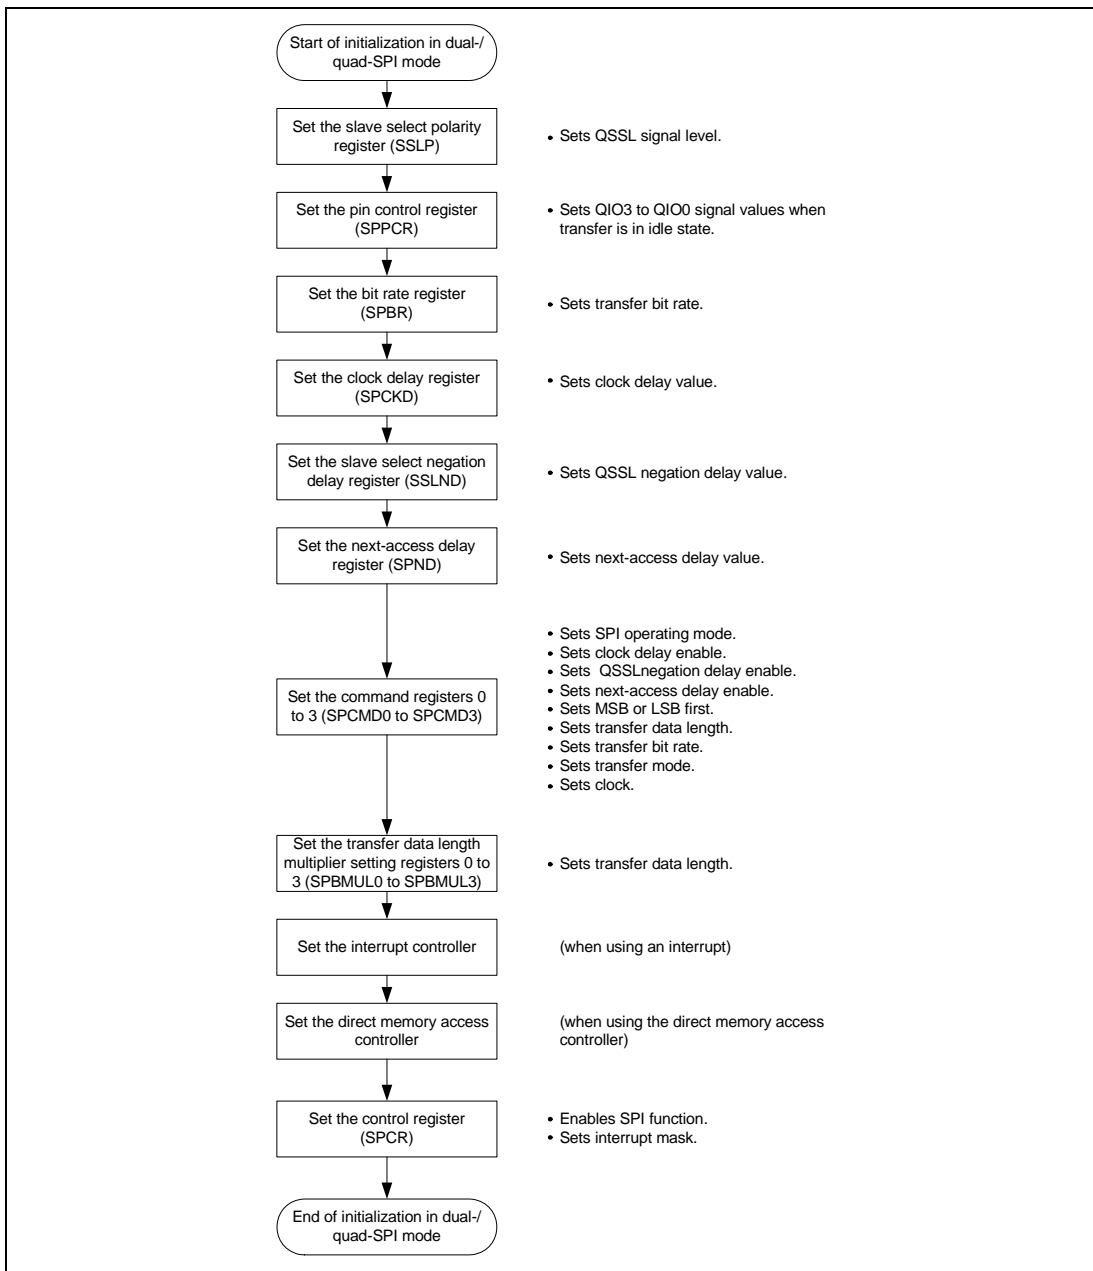 Start of initialization in dual-/
quad-SPI mode
Set the slave select polarity
register (SSLP)
• Sets QSSL signal level.
Set the pin control register
(SPPCR)
• Sets QIO3 to QIO0 signal values when
transfer is in idle state.
Set the bit rate register
(SPBR)
• Sets transfer bit rate.
Set the clock delay register
(SPCKD)
• Sets clock delay value.
Set the slave select negation
delay register (SSLND)
• Sets QSSL negation delay value.
Set the next-access delay
register (SPND)
• Sets next-access delay value.
Set the command registers 0
to 3 (SPCMD0 to SPCMD3)
• Sets SPI operating mode.
• Sets clock delay enable.
• Sets  QSSLnegation delay enable.
• Sets next-access delay enable.
• Sets MSB or LSB first.
• Sets transfer data length.
• Sets transfer bit rate.
• Sets transfer mode.
• Sets clock.
Set the transfer data length
multiplier setting registers 0 to
3 (SPBMUL0 to SPBMUL3)
• Sets transfer data length.
Set the interrupt controller
(when using an interrupt)
Set the direct memory access
controller
(when using the direct memory access
controller)
Set the control register
(SPCR)
• Enables SPI function.
• Sets interrupt mask.
End of initialization in dual-/
quad-SPI mode